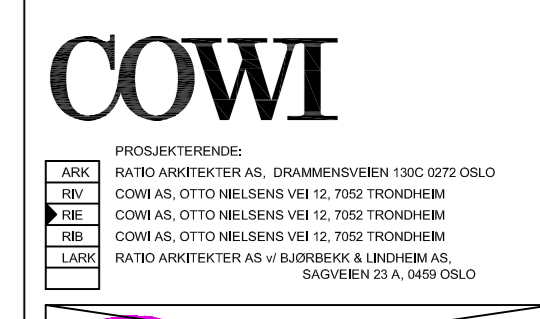 COWI
PROSJEKTERENDE:
ARK RATIO ARKITEKTER AS, DRAMMENSVEIEN 130C 0272 OSLO
RIV COWI AS, OTTO NIELSENS VEI 12, 7052 TRONDHEIM
RIE COWI AS, OTTO NIELSENS VEI 12, 7052 TRONDHEIM
RIB COWI AS, OTTO NIELSENS VEI 12, 7052 TRONDHEIM
LARK RATIO ARKITEKTER AS v/ BJØRBEKK & LINDHEIM AS,
SAGVEIEN 23 A, 0459 OSLO